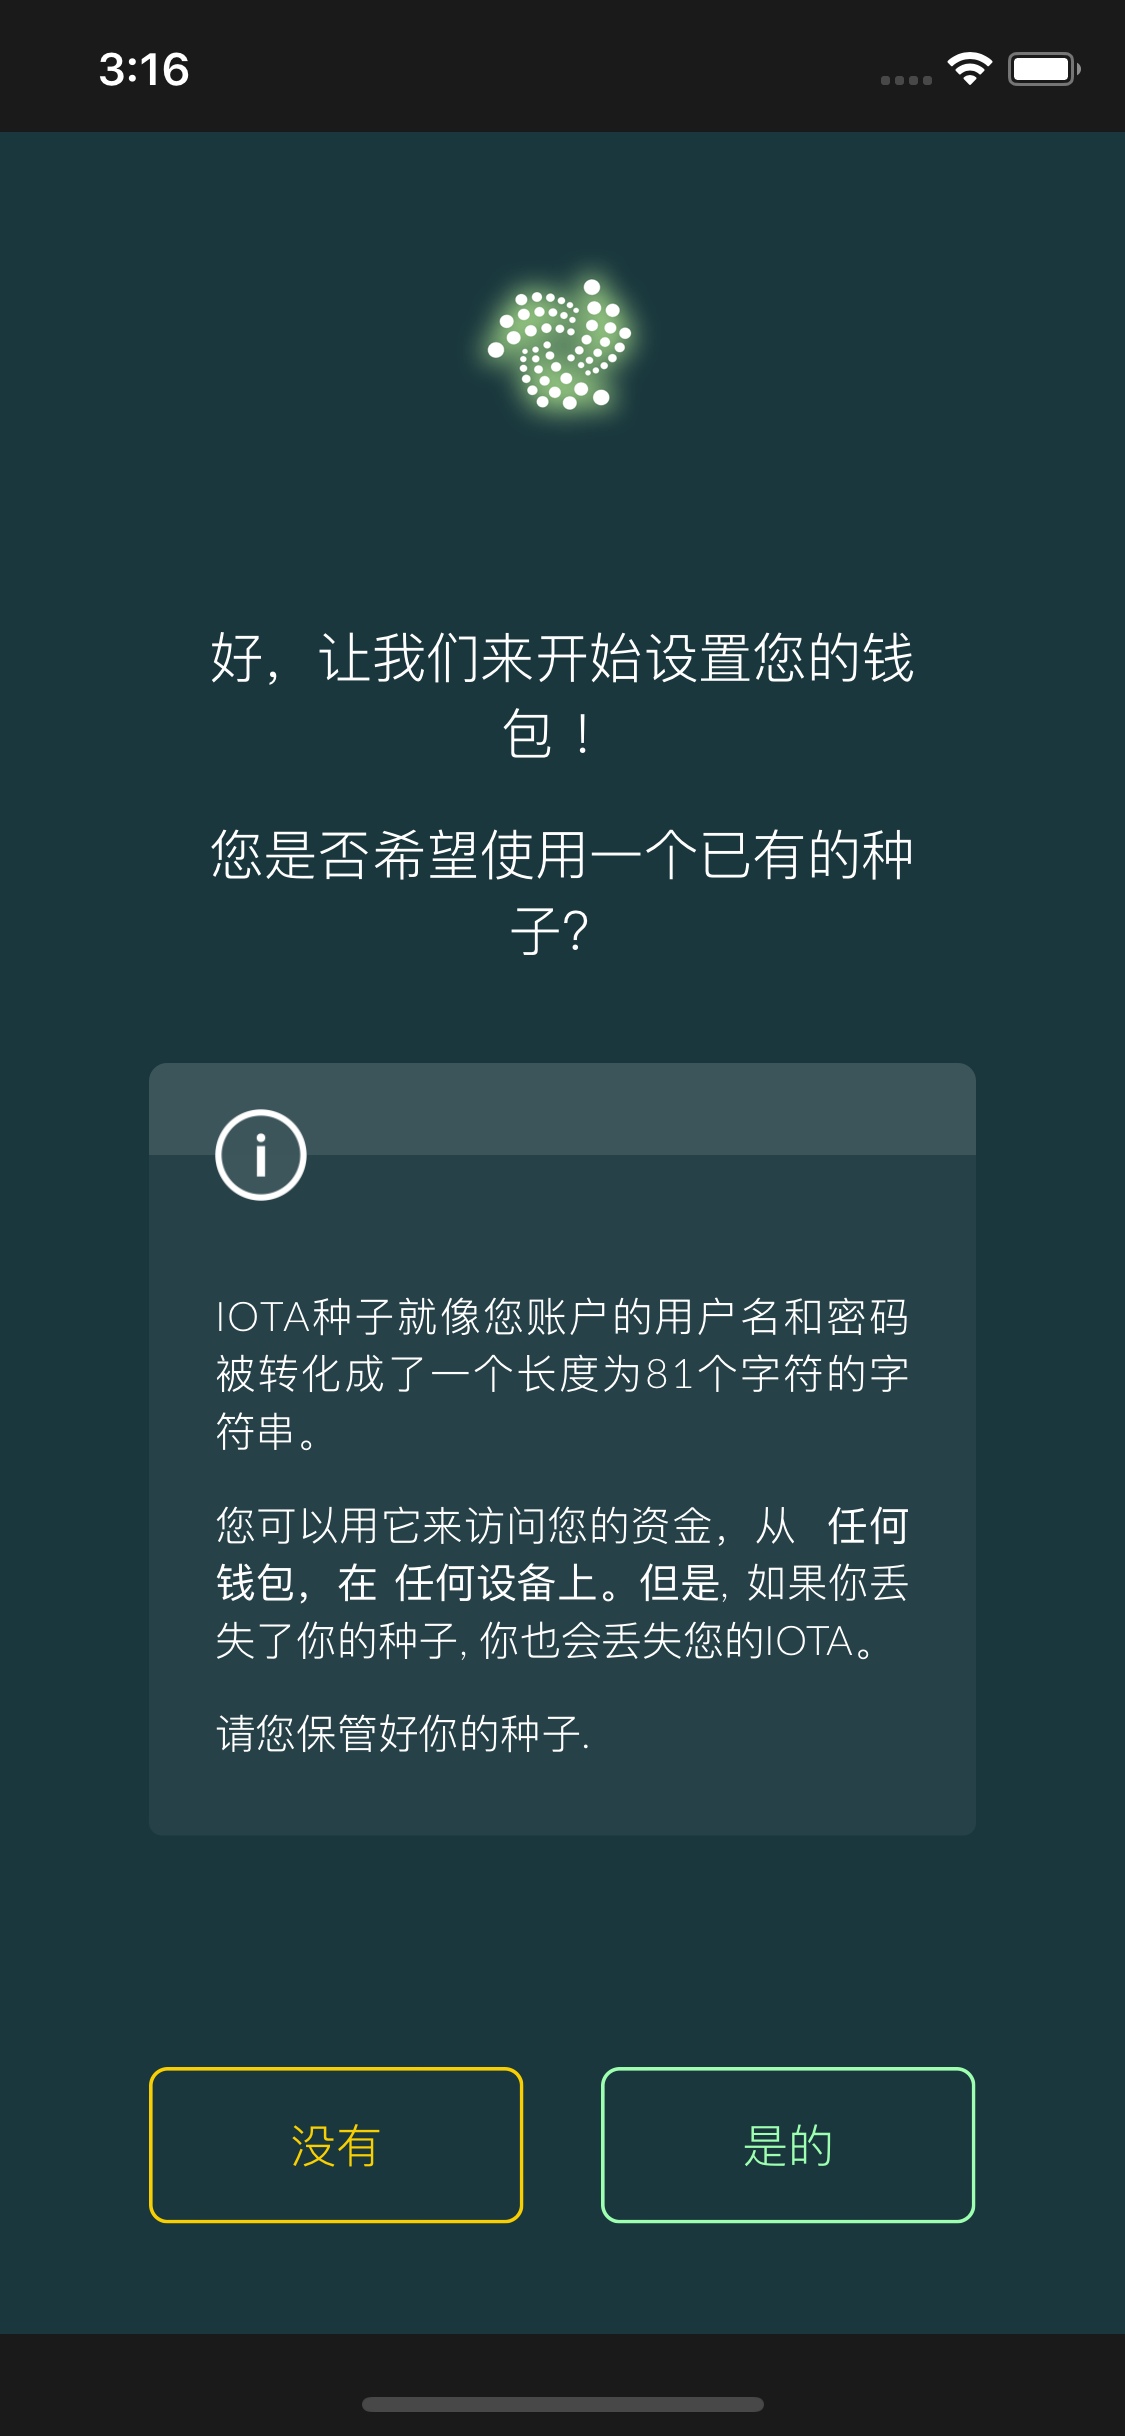 3:16
好，让我们来开始设置您的钱
包！
您是否希望使用一个已有的种
子？
IOTA种子就像您账户的用户名和密码
被转化成了一个长度为81个字符的字
符串。
您可以用它来访问您的资金，从 任何
钱包，在 任何设备上。但是, 如果你丢
失了你的种子, 你也会丢失您的IOTA。
请您保管好你的种子.
没有
是的